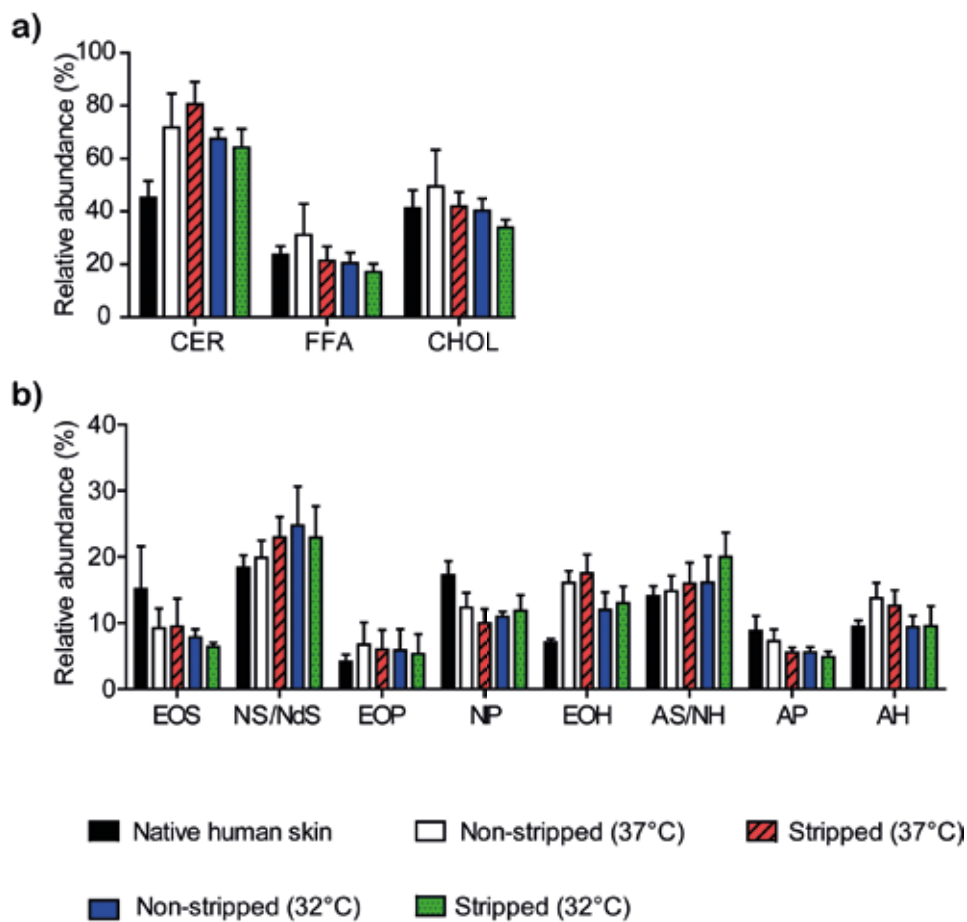 a)
Relative abundance (%)
100
80
60
40
20
0
CER FFA CHOL
b)
Relative abundance (%)
40
30
20
10
0
EOS NS/NdS EOP NP EOH AS/NH AP AH
Native human skin Non-stripped (37°C) Stripped (37°C)
Non-stripped (32°C) Stripped (32°C)